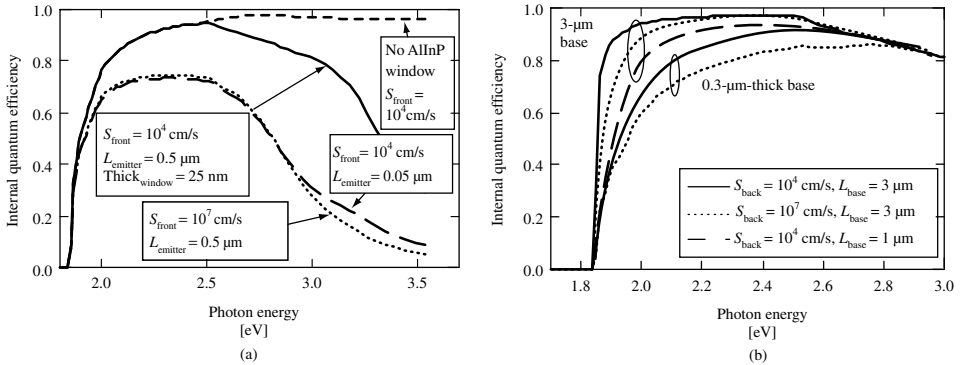 1.0
0.8
0.6
0.4
0.2
0.0
Internal quantum efficiency
No AlInP
window
S_front =
10^4 cm/s
S_front = 10^4 cm/s
L_emitter = 0.5 µm
Thick_window = 25 nm
S_front = 10^4 cm/s
L_emitter = 0.05 µm
S_front = 10^7 cm/s
L_emitter = 0.5 µm
2.0 2.5 3.0 3.5
Photon energy
[eV]
(a)
1.0
0.8
0.6
0.4
0.2
0.0
Internal quantum efficiency
3-µm
base
0.3-µm-thick base
S_back = 10^4 cm/s, L_base = 3 µm
S_back = 10^7 cm/s, L_base = 3 µm
S_back = 10^4 cm/s, L_base = 1 µm
1.8 2.0 2.2 2.4 2.6 2.8 3.0
Photon energy
[eV]
(b)